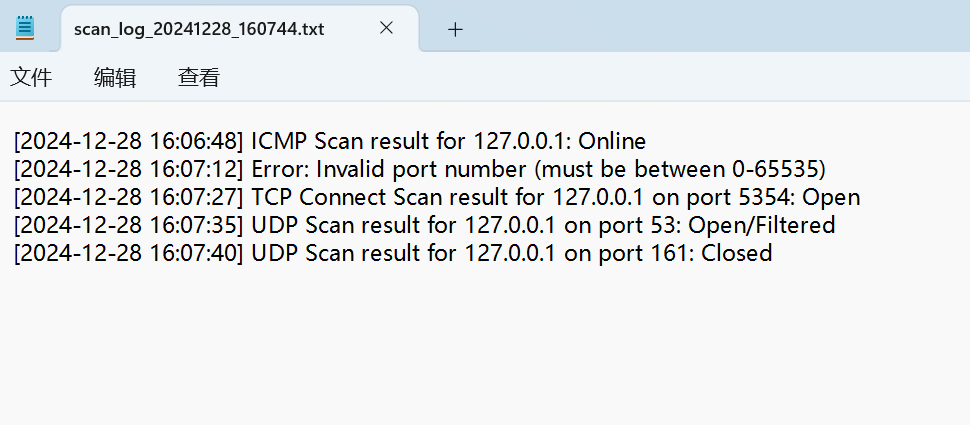 scan_log_20241228_160744.txt
文件 编辑 查看
[2024-12-28 16:06:48] ICMP Scan result for 127.0.0.1: Online
[2024-12-28 16:07:12] Error: Invalid port number (must be between 0-65535)
[2024-12-28 16:07:27] TCP Connect Scan result for 127.0.0.1 on port 5354: Open
[2024-12-28 16:07:35] UDP Scan result for 127.0.0.1 on port 53: Open/Filtered
[2024-12-28 16:07:40] UDP Scan result for 127.0.0.1 on port 161: Closed